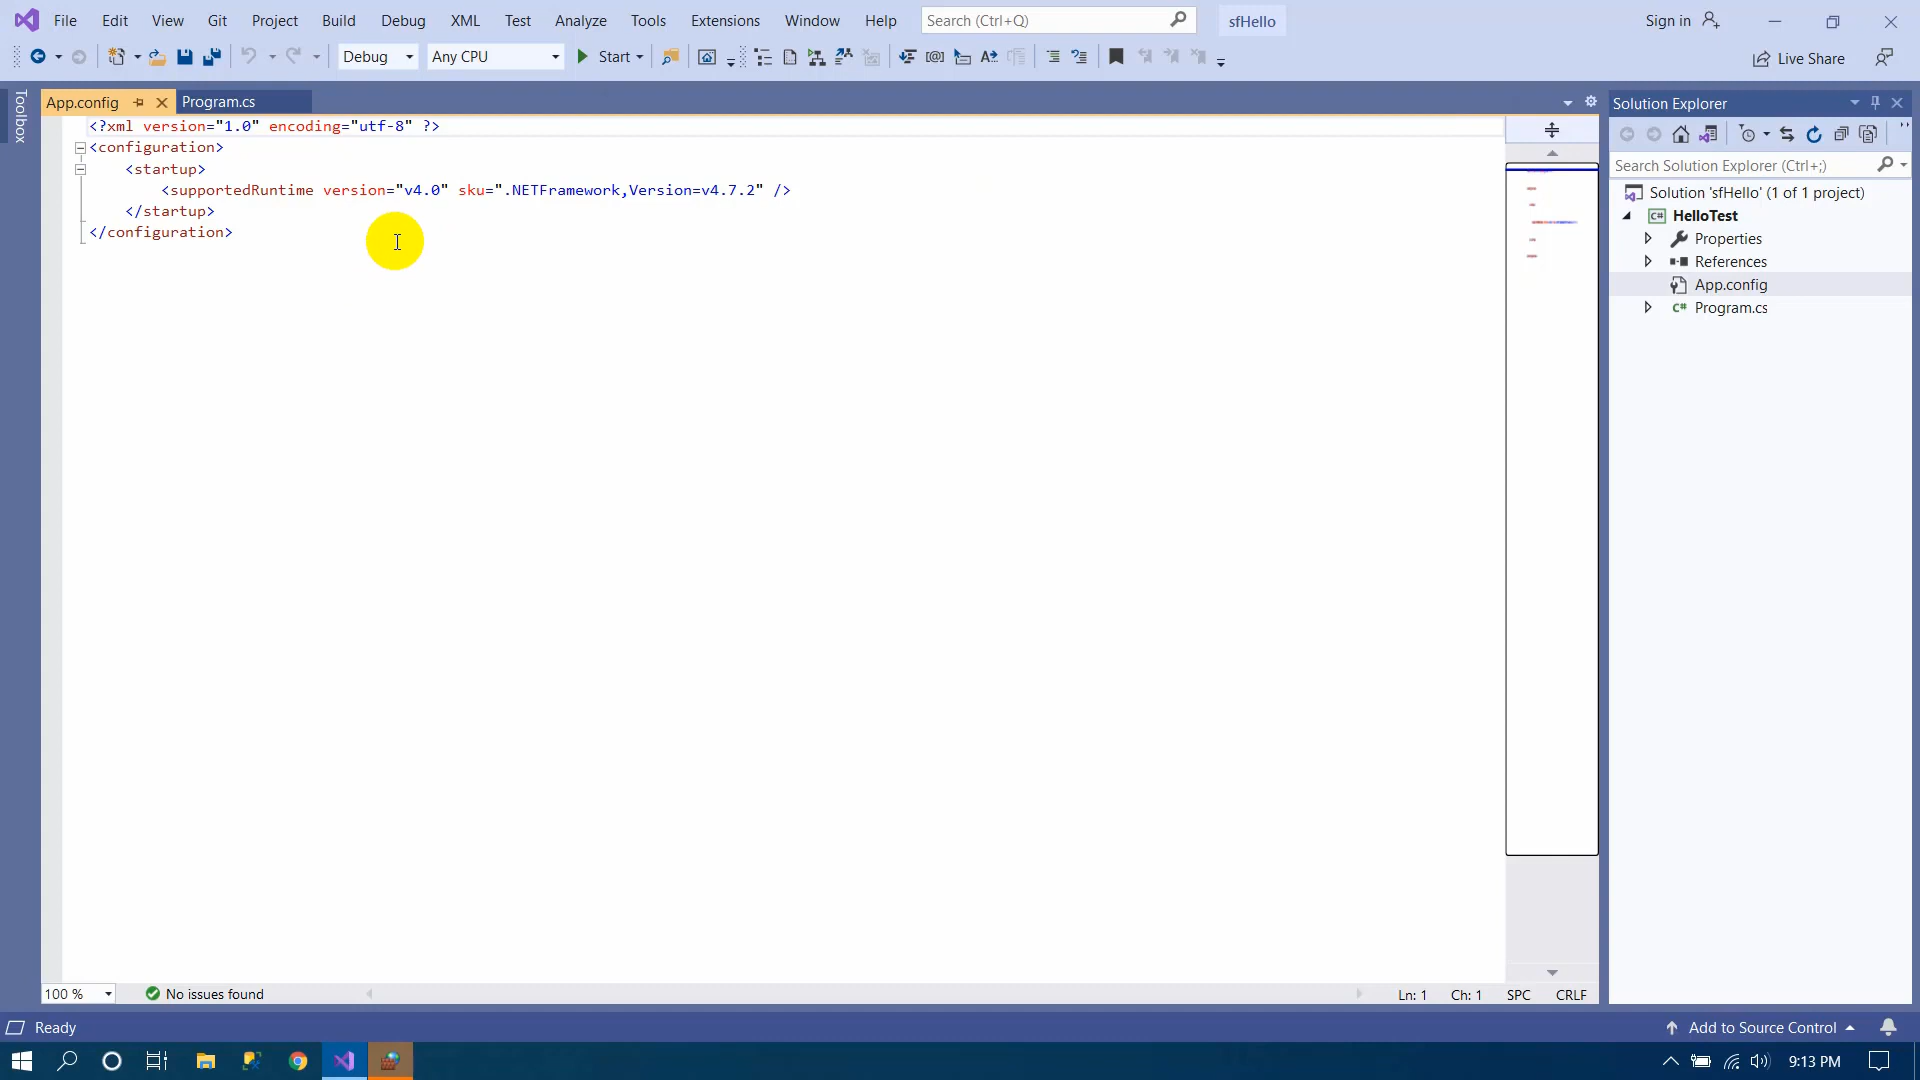 File Edit View Git Project Build Debug XML Test Analyze Tools Extensions Window Help Search (Ctrl+Q) sfHello Sign in
Debug Any CPU Start Live Share
Toolbox
App.config Program.cs
<?xml version="1.0" encoding="utf-8" ?>
<configuration>
<startup>
<supportedRuntime version="v4.0" sku=".NETFramework,Version=v4.7.2" />
</startup>
</configuration>
Solution Explorer
Search Solution Explorer (Ctrl+;)
Solution 'sfHello' (1 of 1 project)
C# HelloTest
Properties
References
App.config
C# Program.cs
100 % No issues found Ln: 1 Ch: 1 SPC CRLF
Ready Add to Source Control
9:13 PM